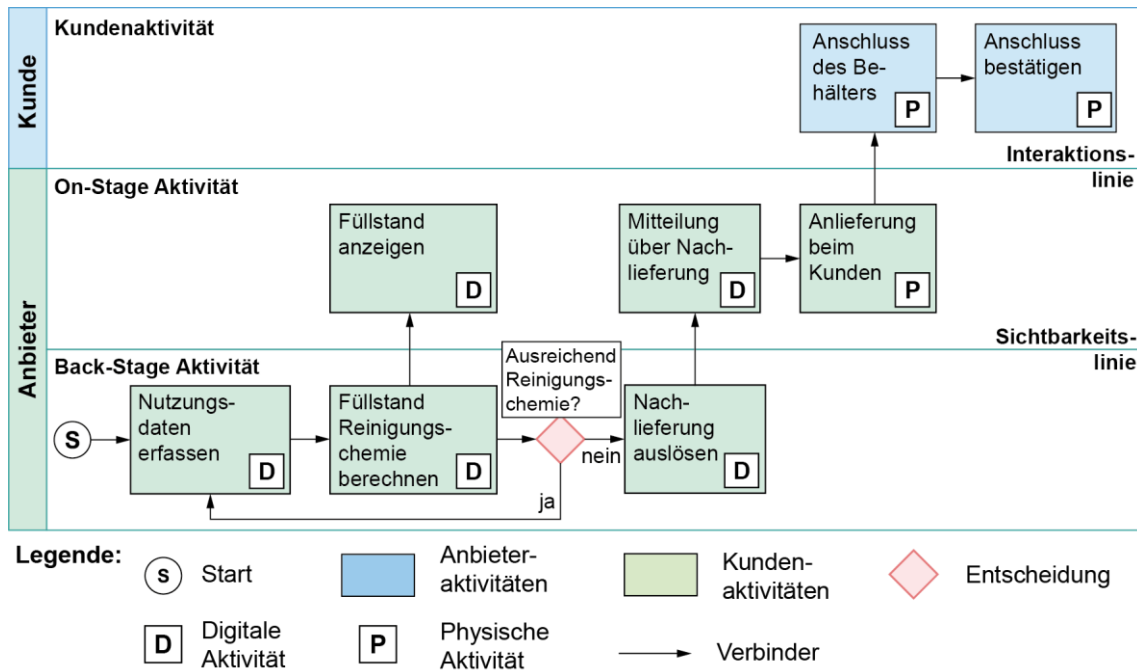 Kunde
Kundenaktivität
Anschluss
des Be-
hälters
P
Anschluss
bestätigen
P
Interaktions-
linie
Anbieter
On-Stage Aktivität
Füllstand
anzeigen
D
Mitteilung
über Nach-
lieferung
D
Anlieferung
beim
Kunden
P
Sichtbarkeits-
linie
Back-Stage Aktivität
S
Nutzungs-
daten
erfassen
D
Füllstand
Reinigungs-
chemie
berechnen
D
Ausreichend
Reinigungs-
chemie?
nein
ja
Nach-
lieferung
auslösen
D
Legende:
S
Start
Anbieter-
aktivitäten
Kunden-
aktivitäten
Entscheidung
D
Digitale
Aktivität
P
Physische
Aktivität
Verbinder